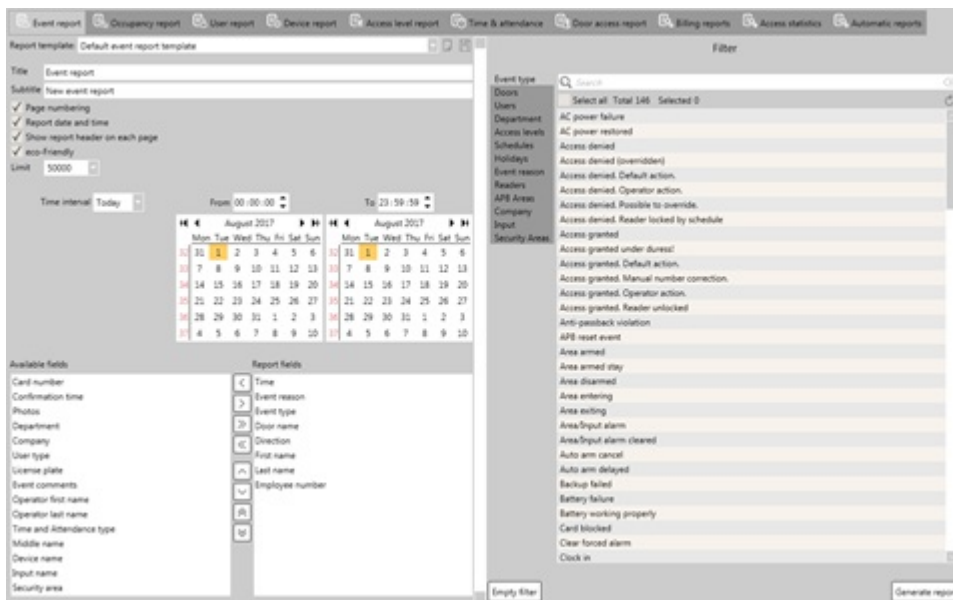 Event report Occupancy report User report Device report Access level report Time & attendance Door access report Billing reports Access statistics Automatic reports
Report template: Default event report template
Title Event report
Subtitle New event report
Page numbering
Report date and time
Show report header on each page
eco-friendly
Limit 50000
Time interval Today From 00:00:00 To 23:59:59
August 2017 August 2017
Mon Tue Wed Thu Fri Sat Sun Mon Tue Wed Thu Fri Sat Sun
32 31 1 2 3 4 5 6 32 31 1 2 3 4 5 6
33 7 8 9 10 11 12 13 33 7 8 9 10 11 12 13
34 14 15 16 17 18 19 20 34 14 15 16 17 18 19 20
35 21 22 23 24 25 26 27 35 21 22 23 24 25 26 27
36 28 29 30 31 1 2 3 36 28 29 30 31 1 2 3
37 4 5 6 7 8 9 10 37 4 5 6 7 8 9 10
Available fields
Card number
Confirmation time
Photos
Department
Company
User type
License plate
Event comments
Operator first name
Operator last name
Time and Attendance type
Middle name
Device name
Input name
Security area
Report fields
Time
Event reason
Event type
Door name
Direction
First name
Last name
Employee number
Filter
Event type
Doors
Users
Department
Access levels
Schedules
Holidays
Event reason
Readers
APB Areas
Company
Input
Security Areas
Search
Select all Total 146 Selected 0
AC power failure
AC power restored
Access denied
Access denied (overridden)
Access denied. Default action.
Access denied. Operator action.
Access denied. Possible to override.
Access denied. Reader locked by schedule
Access granted
Access granted under duress!
Access granted. Default action.
Access granted. Manual number correction.
Access granted. Operator action.
Access granted. Reader unlocked
Anti-passback violation
APB reset event
Area armed
Area armed stay
Area disarmed
Area entering
Area exiting
Area/Input alarm
Area/Input alarm cleared
Auto arm cancel
Auto arm delayed
Backup failed
Battery failure
Battery working properly
Card blocked
Clear forced alarm
Clock in
Empty filter
Generate report